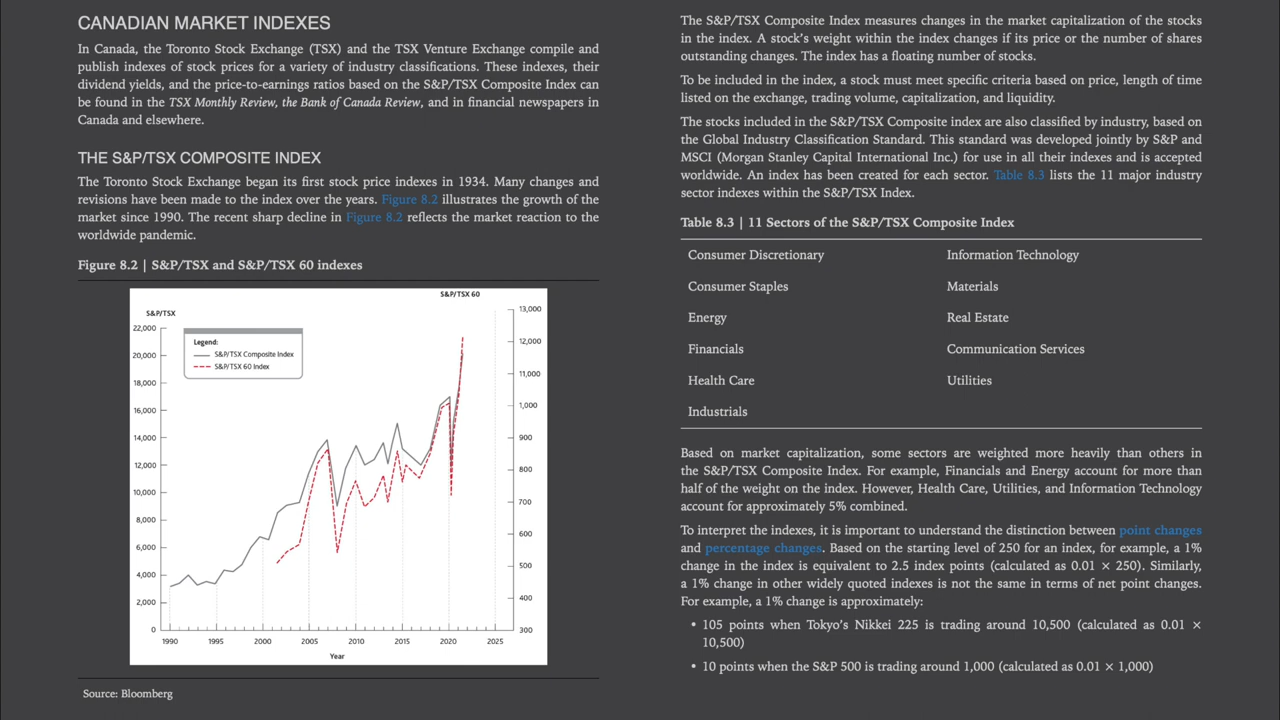 CANADIAN MARKET INDEXES
In Canada, the Toronto Stock Exchange (TSX) and the TSX Venture Exchange compile and
publish indexes of stock prices for a variety of industry classifications. These indexes, their
dividend yields, and the price-to-earnings ratios based on the S&P/TSX Composite Index can
be found in the TSX Monthly Review, the Bank of Canada Review, and in financial newspapers in
Canada and elsewhere.
THE S&P/TSX COMPOSITE INDEX
The Toronto Stock Exchange began its first stock price indexes in 1934. Many changes and
revisions have been made to the index over the years. Figure 8.2 illustrates the growth of the
market since 1990. The recent sharp decline in Figure 8.2 reflects the market reaction to the
worldwide pandemic.
Figure 8.2 | S&P/TSX and S&P/TSX 60 indexes
S&P/TSX 60
S&P/TSX
Legend:
S&P/TSX Composite Index
S&P/TSX 60 Index
22,000
20,000
18,000
16,000
14,000
12,000
10,000
8,000
6,000
4,000
2,000
0
13,000
12,000
11,000
1,000
900
800
700
600
500
400
300
1990 1995 2000 2005 2010 2015 2020 2025
Year
Source: Bloomberg
The S&P/TSX Composite Index measures changes in the market capitalization of the stocks
in the index. A stock's weight within the index changes if its price or the number of shares
outstanding changes. The index has a floating number of stocks.
To be included in the index, a stock must meet specific criteria based on price, length of time
listed on the exchange, trading volume, capitalization, and liquidity.
The stocks included in the S&P/TSX Composite index are also classified by industry, based on
the Global Industry Classification Standard. This standard was developed jointly by S&P and
MSCI (Morgan Stanley Capital International Inc.) for use in all their indexes and is accepted
worldwide. An index has been created for each sector. Table 8.3 lists the 11 major industry
sector indexes within the S&P/TSX Index.
Table 8.3 | 11 Sectors of the S&P/TSX Composite Index
Consumer Discretionary Information Technology
Consumer Staples Materials
Energy Real Estate
Financials Communication Services
Health Care Utilities
Industrials
Based on market capitalization, some sectors are weighted more heavily than others in
the S&P/TSX Composite Index. For example, Financials and Energy account for more than
half of the weight on the index. However, Health Care, Utilities, and Information Technology
account for approximately 5% combined.
To interpret the indexes, it is important to understand the distinction between point changes
and percentage changes. Based on the starting level of 250 for an index, for example, a 1%
change in the index is equivalent to 2.5 index points (calculated as 0.01 × 250). Similarly,
a 1% change in other widely quoted indexes is not the same in terms of net point changes.
For example, a 1% change is approximately:
• 105 points when Tokyo's Nikkei 225 is trading around 10,500 (calculated as 0.01 ×
10,500)
• 10 points when the S&P 500 is trading around 1,000 (calculated as 0.01 × 1,000)